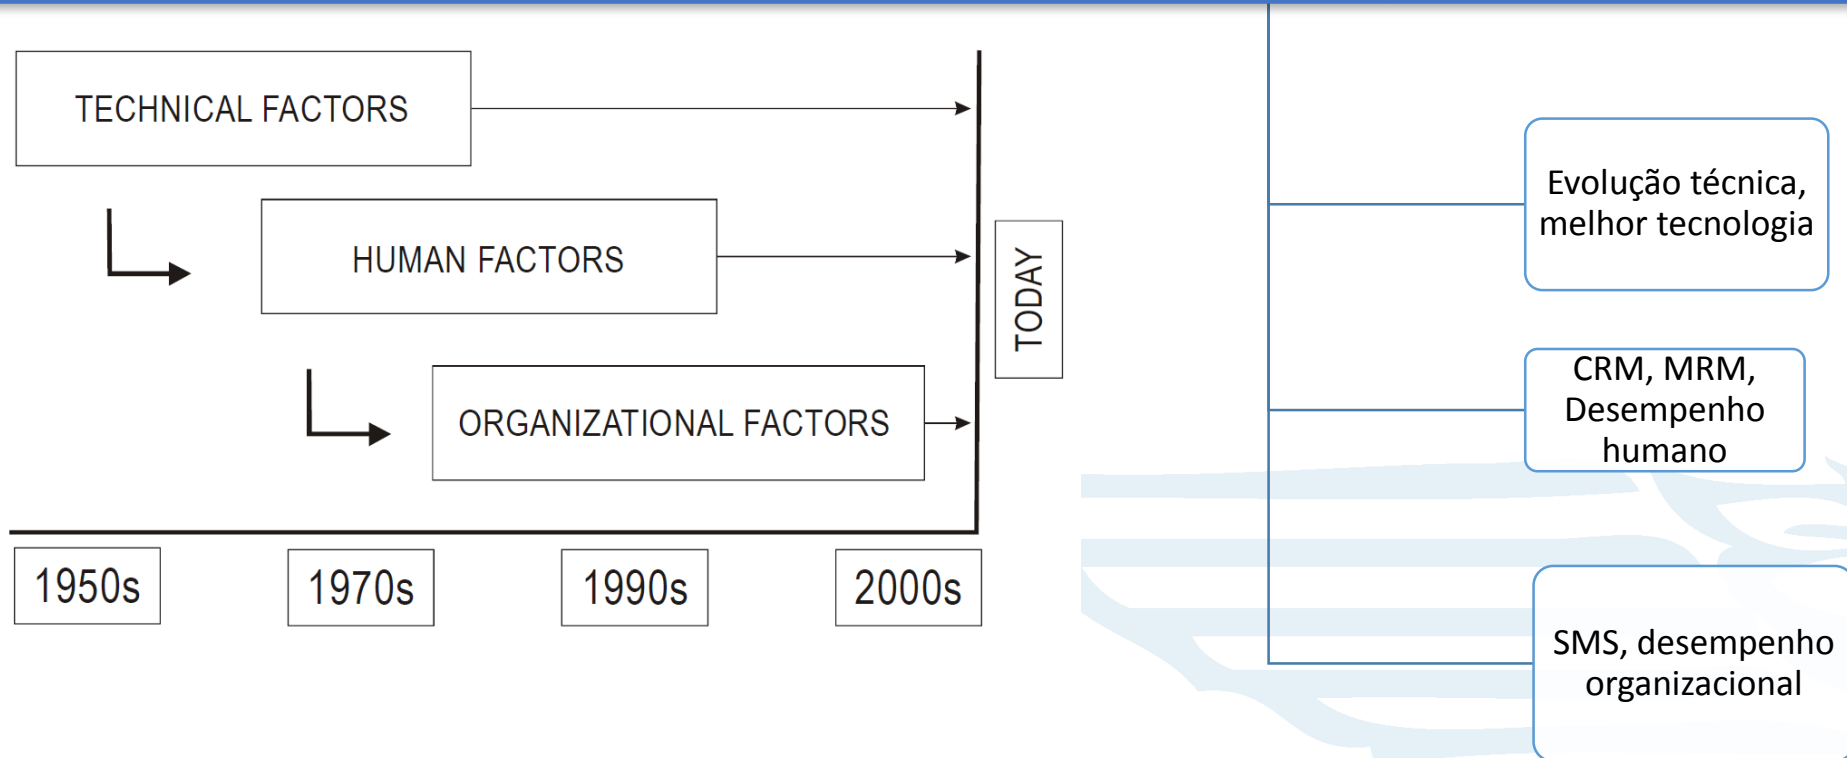 TECHNICAL FACTORS
HUMAN FACTORS
ORGANIZATIONAL FACTORS
TODAY
1950s
1970s
1990s
2000s
Evolução técnica,
melhor tecnologia
CRM, MRM,
Desempenho
humano
SMS, desempenho
organizacional